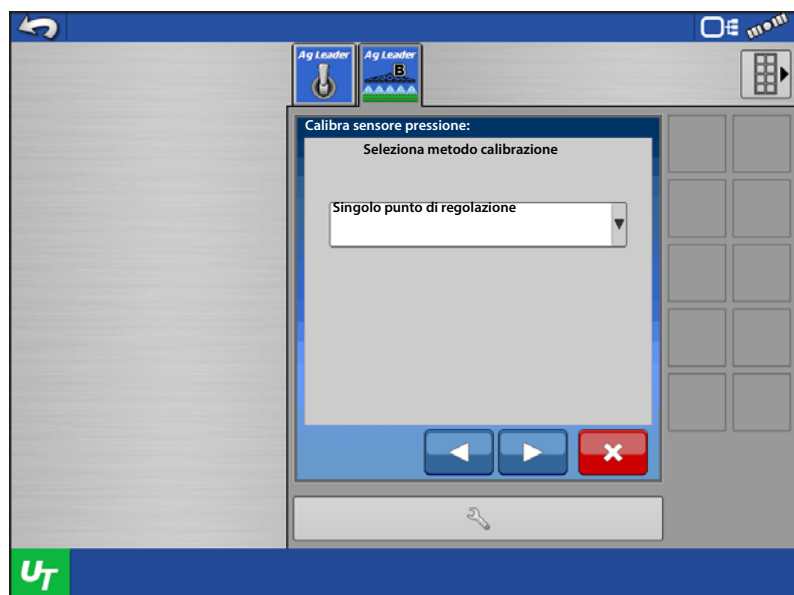 Ag Leader
Ag Leader
B
Calibra sensore pressione:
Seleziona metodo calibrazione
Singolo punto di regolazione
UT